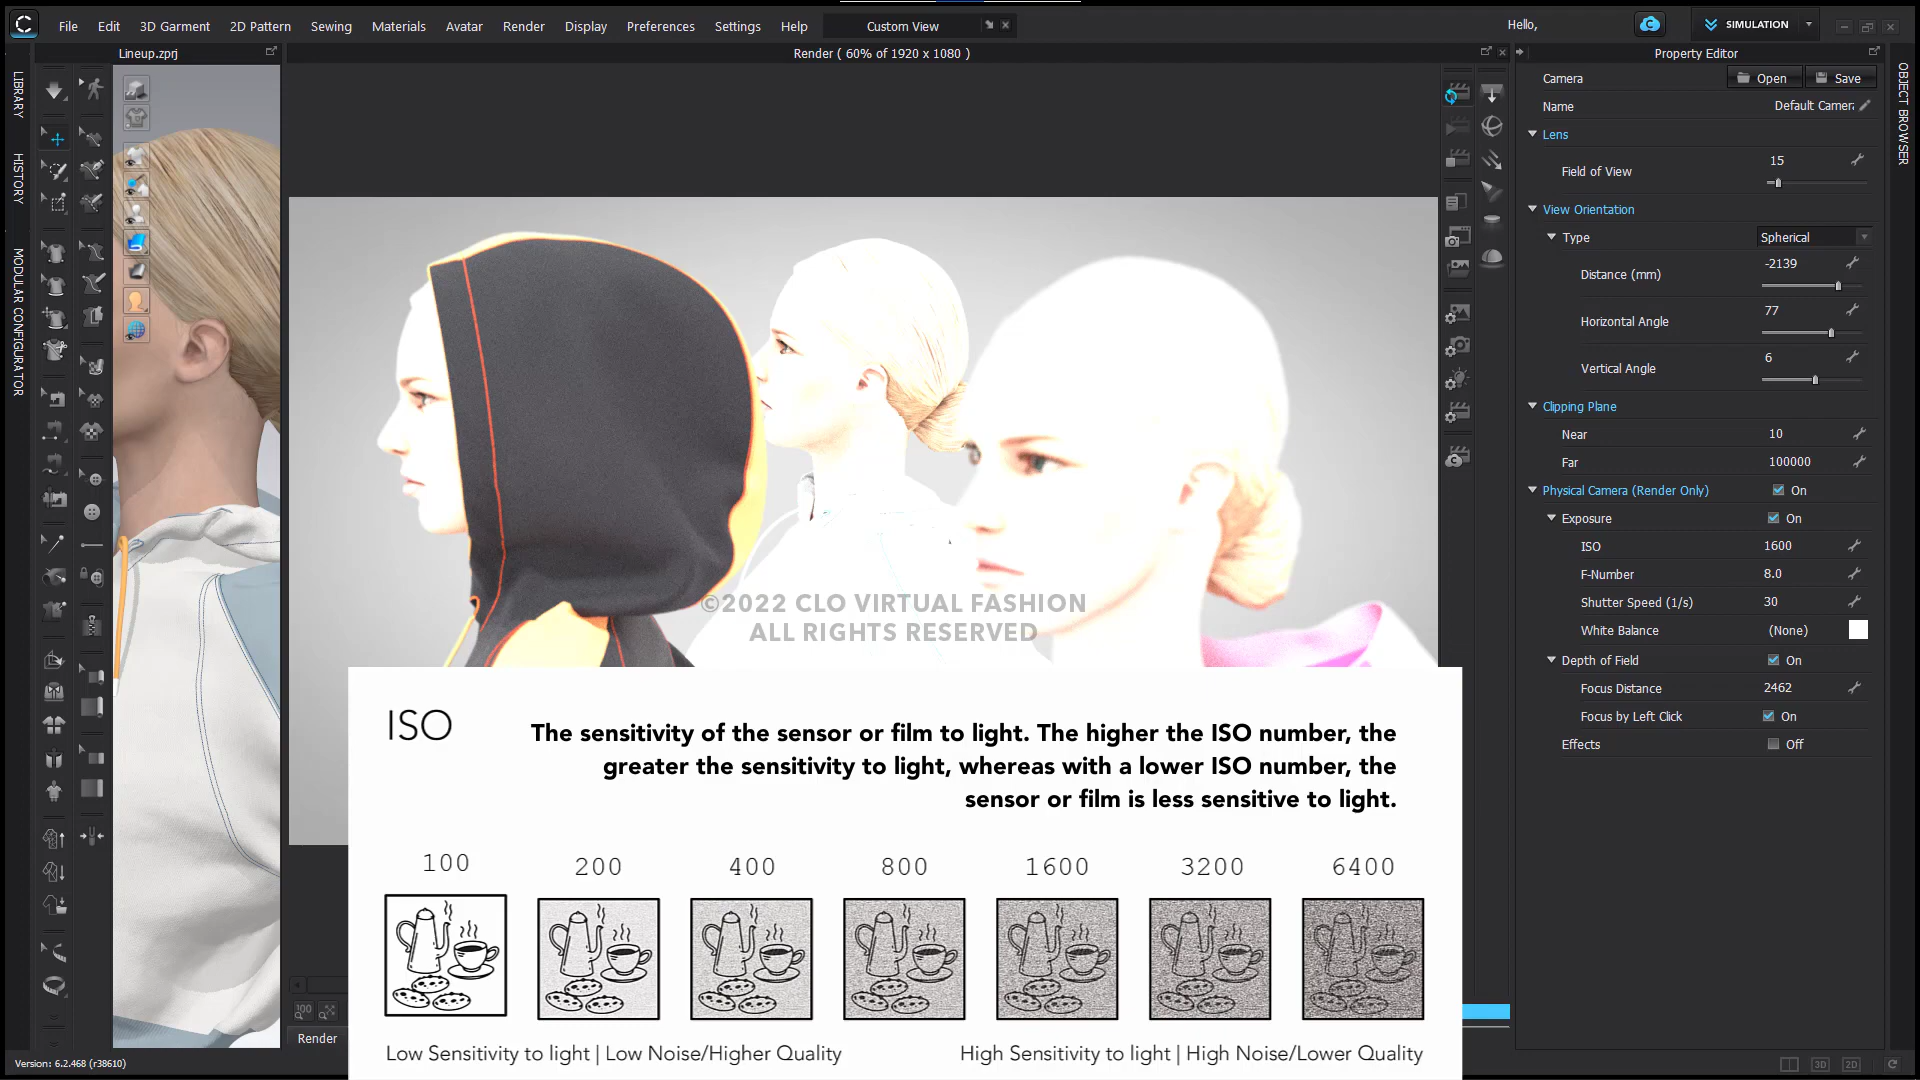 File Edit 3D Garment 2D Pattern Sewing Materials Avatar Render Display Preferences Settings Help Custom View Hello, SIMULATION
Lineup.zprj
Render ( 60% of 1920 x 1080 )
Property Editor
LIBRARY
HISTORY
MODULAR CONFIGURATOR
OBJECT BROWSER
Camera Open Save
Name Default Camera
Lens
Field of View 15
View Orientation
Type Spherical
Distance (mm) -2139
Horizontal Angle 77
Vertical Angle 6
Clipping Plane
Near 10
Far 100000
Physical Camera (Render Only) On
Exposure On
ISO 1600
F-Number 8.0
Shutter Speed (1/s) 30
White Balance (None)
Depth of Field On
Focus Distance 2462
Focus by Left Click On
Effects Off
©2022 CLO VIRTUAL FASHION
ALL RIGHTS RESERVED
ISO
The sensitivity of the sensor or film to light. The higher the ISO number, the
greater the sensitivity to light, whereas with a lower ISO number, the
sensor or film is less sensitive to light.
100 200 400 800 1600 3200 6400
Low Sensitivity to light | Low Noise/Higher Quality
High Sensitivity to light | High Noise/Lower Quality
100
Render
Version: 6.2.468 (r38610)
3D 2D